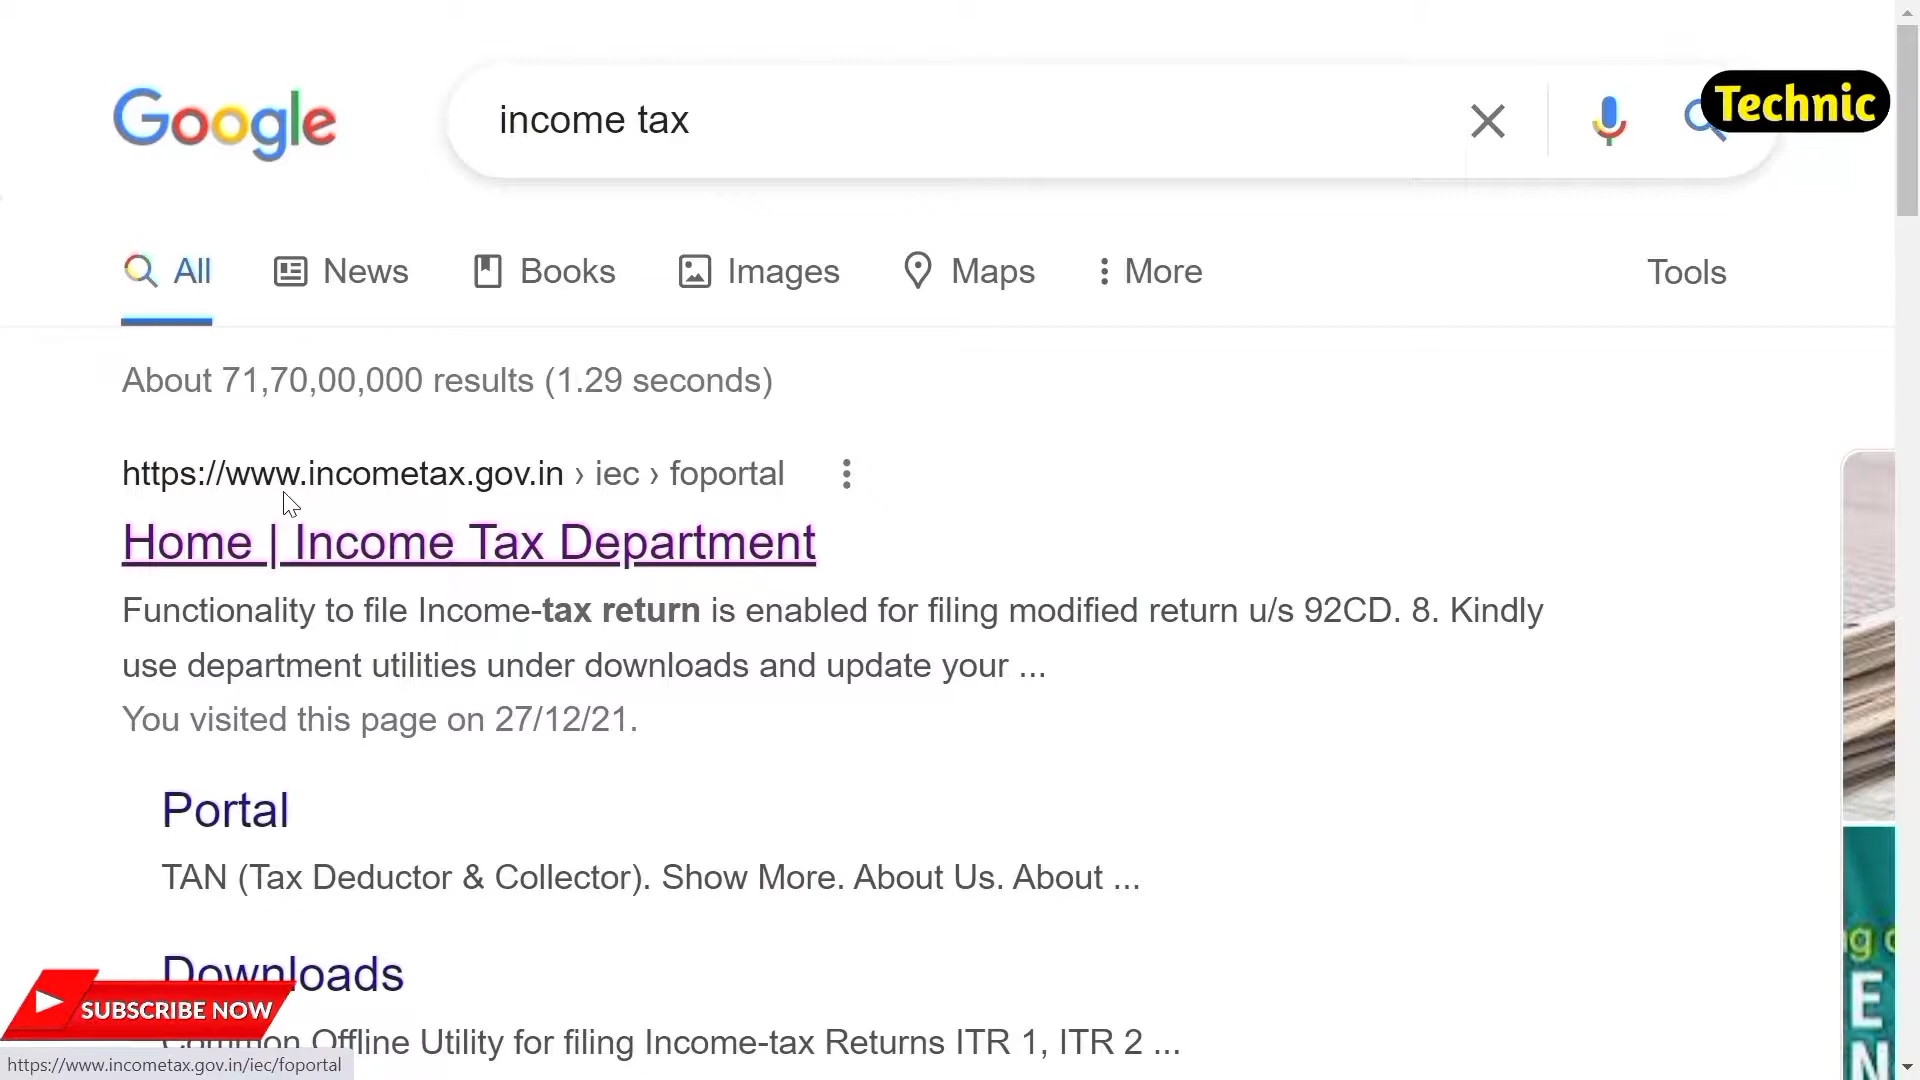 Google
income tax
Technic
All
News
Books
Images
Maps
More
Tools
About 71,70,00,000 results (1.29 seconds)
https://www.incometax.gov.in › iec › foportal
Home | Income Tax Department
Functionality to file Income-tax return is enabled for filing modified return u/s 92CD. 8. Kindly
use department utilities under downloads and update your ...
You visited this page on 27/12/21.
Portal
TAN (Tax Deductor & Collector). Show More. About Us. About ...
Downloads
SUBSCRIBE NOW
Common Offline Utility for filing Income-tax Returns ITR 1, ITR 2 ...
https://www.incometax.gov.in/iec/foportal